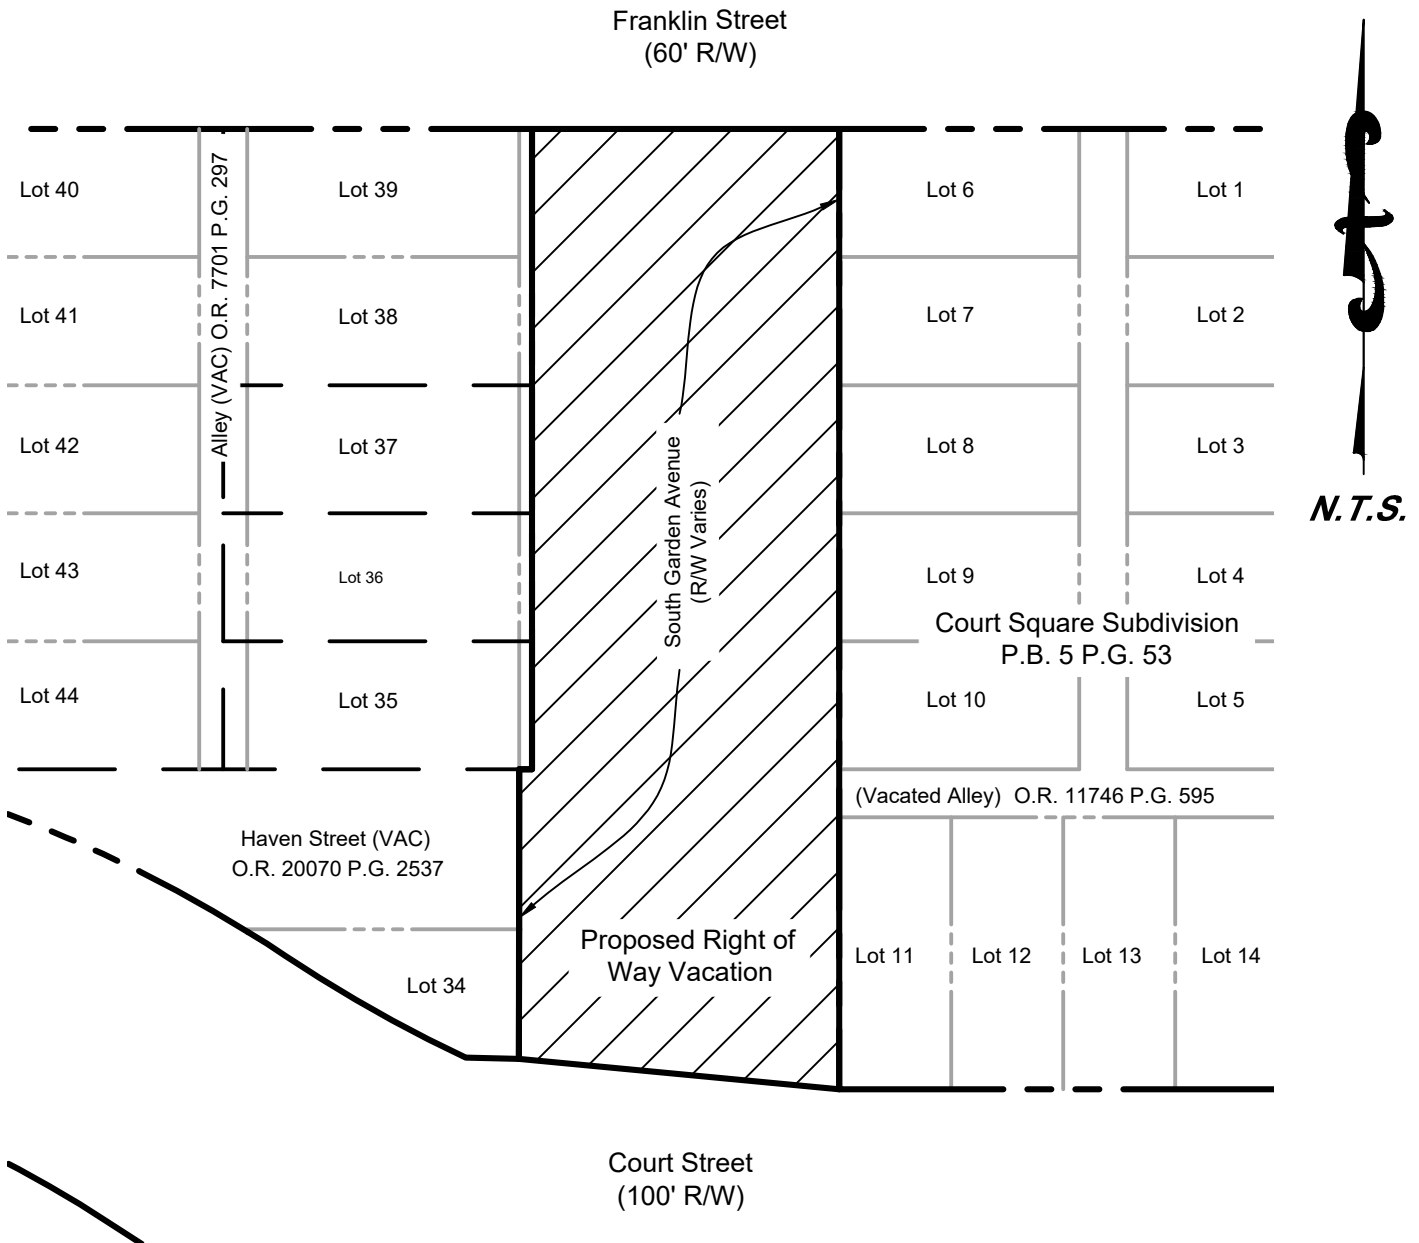 Franklin Street
(60' R/W)
Lot 40
Alley (VAC) O.R. 7701 P.G. 297
Lot 39
Lot 6
Lot 1
Lot 41
Lot 38
Lot 7
Lot 2
Lot 42
Lot 37
Lot 8
Lot 3
N.T.S.
South Garden Avenue
(R/W Varies)
Lot 43
Lot 36
Lot 9
Lot 4
Court Square Subdivision
P.B. 5 P.G. 53
Lot 44
Lot 35
Lot 10
Lot 5
(Vacated Alley) O.R. 11746 P.G. 595
Haven Street (VAC)
O.R. 20070 P.G. 2537
Proposed Right of
Way Vacation
Lot 34
Lot 11
Lot 12
Lot 13
Lot 14
Court Street
(100' R/W)